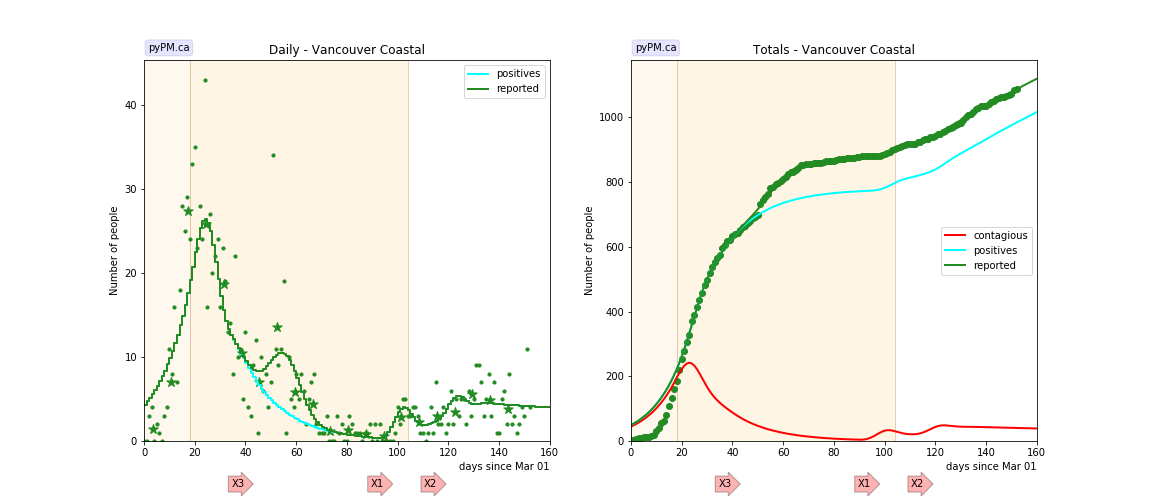 pyPM.ca
Daily - Vancouver Coastal
positives
reported
Number of people
40
30
20
10
0
0 20 40 60 80 100 120 140 160
days since Mar 01
X3 X1 X2
pyPM.ca
Totals - Vancouver Coastal
contagious
positives
reported
Number of people
1000
800
600
400
200
0
0 20 40 60 80 100 120 140 160
days since Mar 01
X3 X1 X2